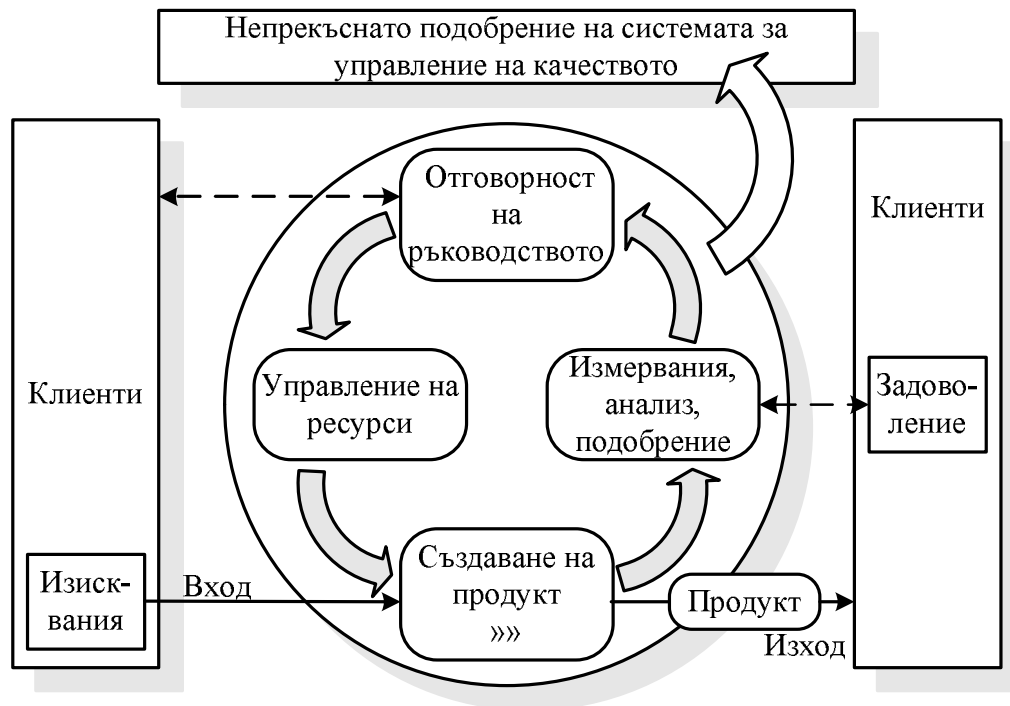 Непрекъснато подобрение на системата за
управление на качеството
Отговорност
на
ръководството
Клиенти
Клиенти
Управление на
ресурси
Измервания,
анализ,
подобрение
Задово-
ление
Създаване на
продукт
»»
Изиск-
вания
Вход
Продукт
Изход